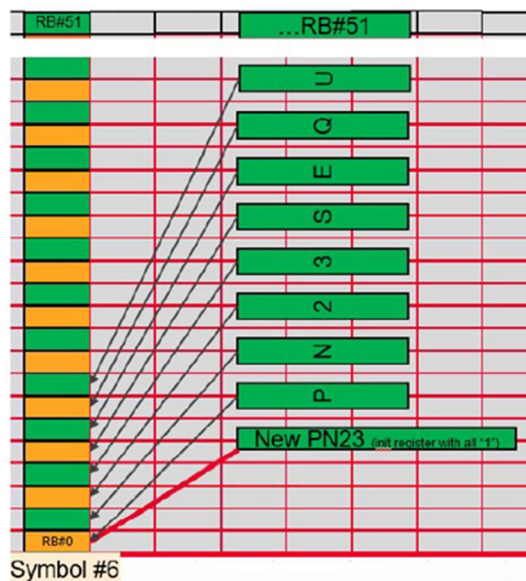 RB#51
...RB#51
U
Q
E
S
3
2
N
P
New PN23 (init register with all "1")
RB#0
Symbol #6